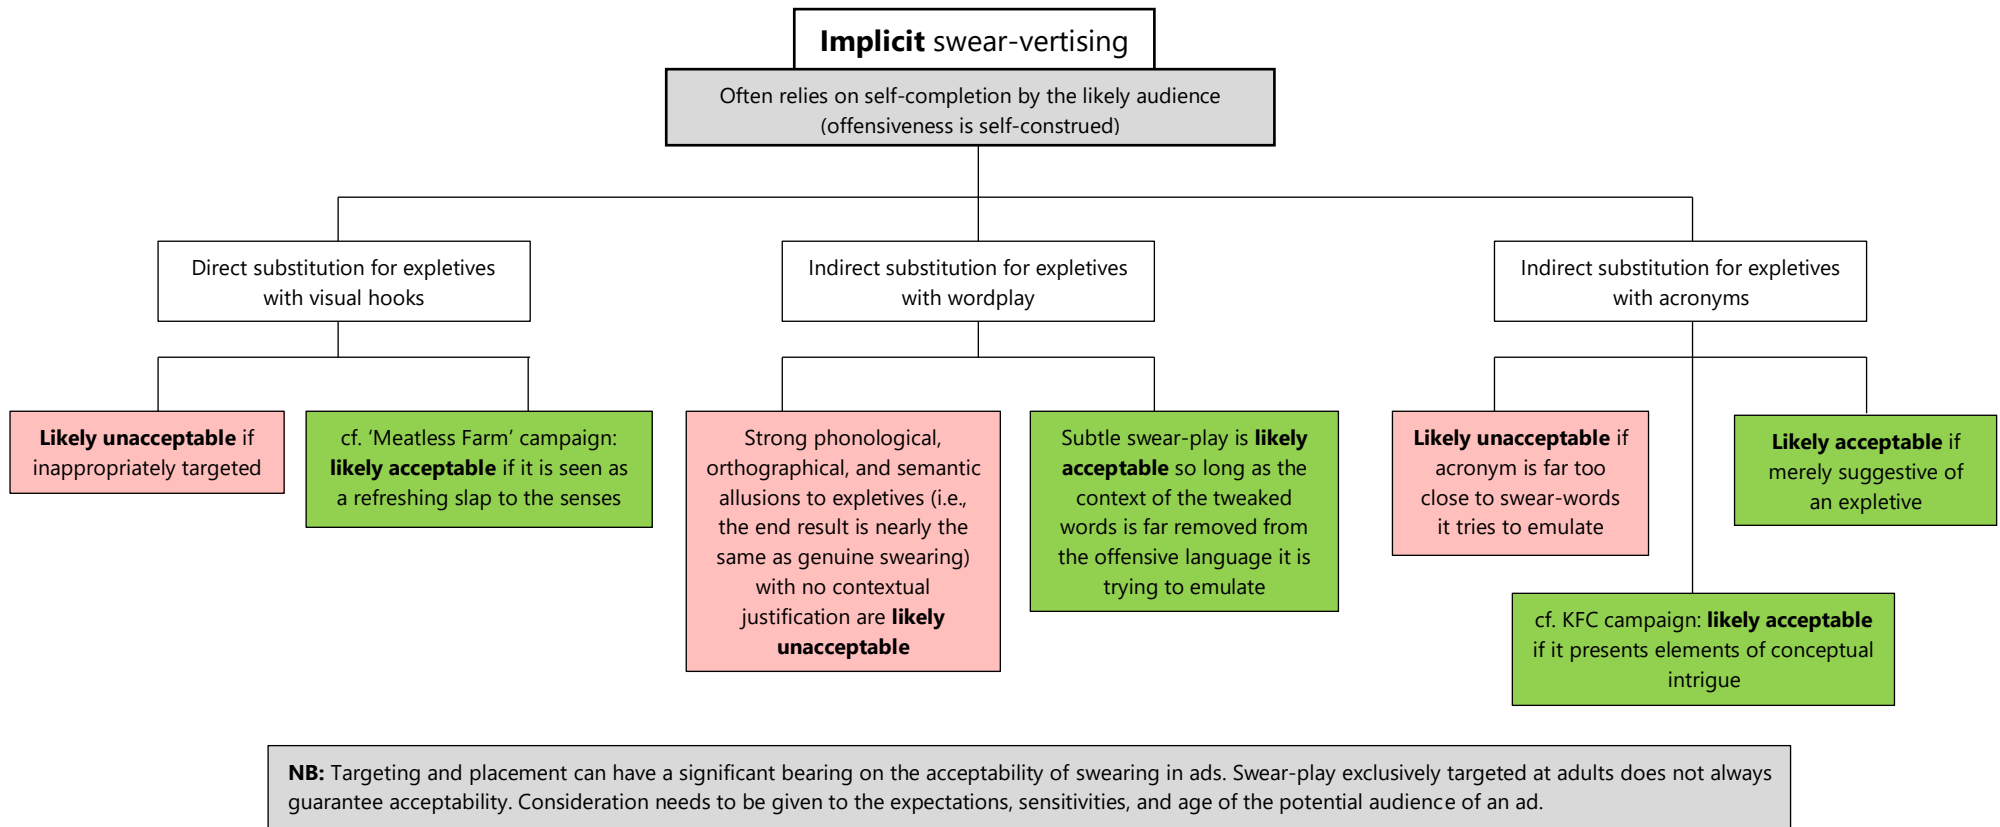 Implicit swear-vertising
Often relies on self-completion by the likely audience
(offensiveness is self-construed)
Direct substitution for expletives
with visual hooks
Indirect substitution for expletives
with wordplay
Indirect substitution for expletives
with acronyms
Likely unacceptable if
inappropriately targeted
cf. ‘Meatless Farm’ campaign:
likely acceptable if it is seen as
a refreshing slap to the senses
Strong phonological,
orthographical, and semantic
allusions to expletives (i.e.,
the end result is nearly the
same as genuine swearing)
with no contextual
justification are likely
unacceptable
Subtle swear-play is likely
acceptable so long as the
context of the tweaked
words is far removed from
the offensive language it is
trying to emulate
Likely unacceptable if
acronym is far too
close to swear-words
it tries to emulate
Likely acceptable if
merely suggestive of
an expletive
cf. KFC campaign: likely acceptable
if it presents elements of conceptual
intrigue
NB: Targeting and placement can have a significant bearing on the acceptability of swearing in ads. Swear-play exclusively targeted at adults does not always
guarantee acceptability. Consideration needs to be given to the expectations, sensitivities, and age of the potential audience of an ad.